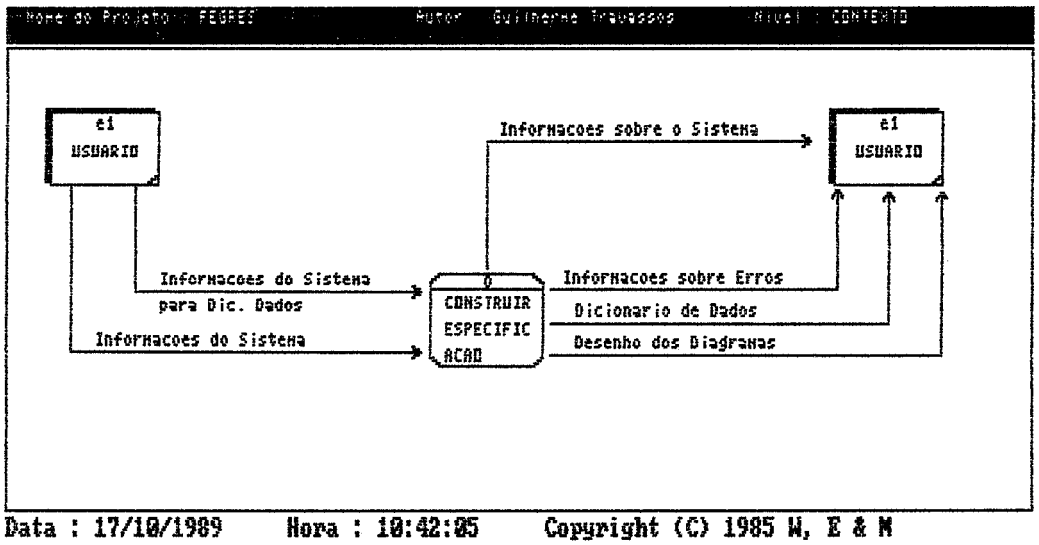 Nome do Projeto : FEGRES Autor : Guilherme Travassos Nivel : CONTEXTO
e1
USUARIO
Informacoes sobre o Sistema
e1
USUARIO
Informacoes do Sistema
para Dic. Dados
Informacoes do Sistema
0
CONSTRUIR
ESPECIFIC
ACAO
Informacoes sobre Erros
Dicionario de Dados
Desenho dos Diagramas
Data : 17/10/1989 Hora : 10:42:05 Copyright (C) 1985 W, E & M